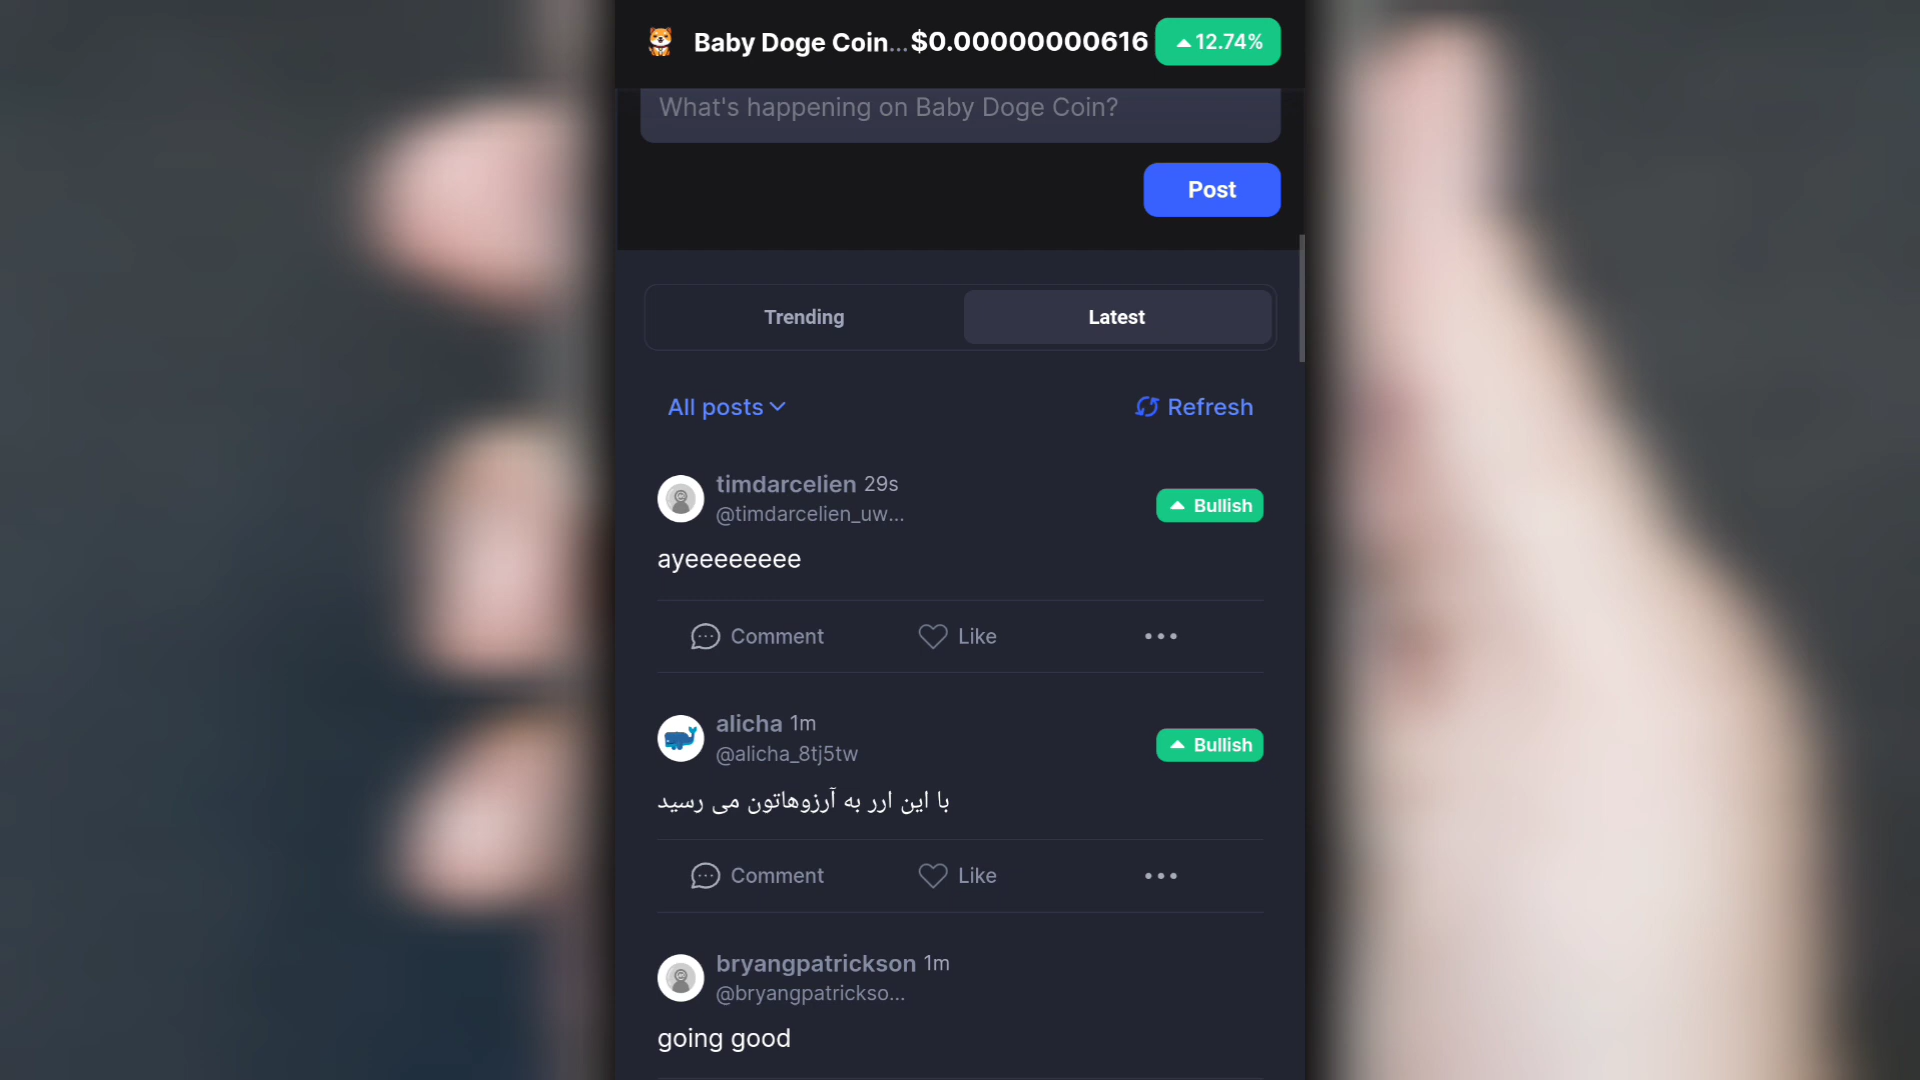 Baby Doge Coin... $0.00000000616 12.74%
What's happening on Baby Doge Coin?
Post
Trending Latest
All posts Refresh
timdarcelien 29s
@timdarcelien_uw...
Bullish
ayeeeeeeee
Comment Like
alicha 1m
@alicha_8tj5tw
Bullish
با این ارر به آرزوهاتون می رسید
Comment Like
bryangpatrickson 1m
@bryangpatrickso...
going good